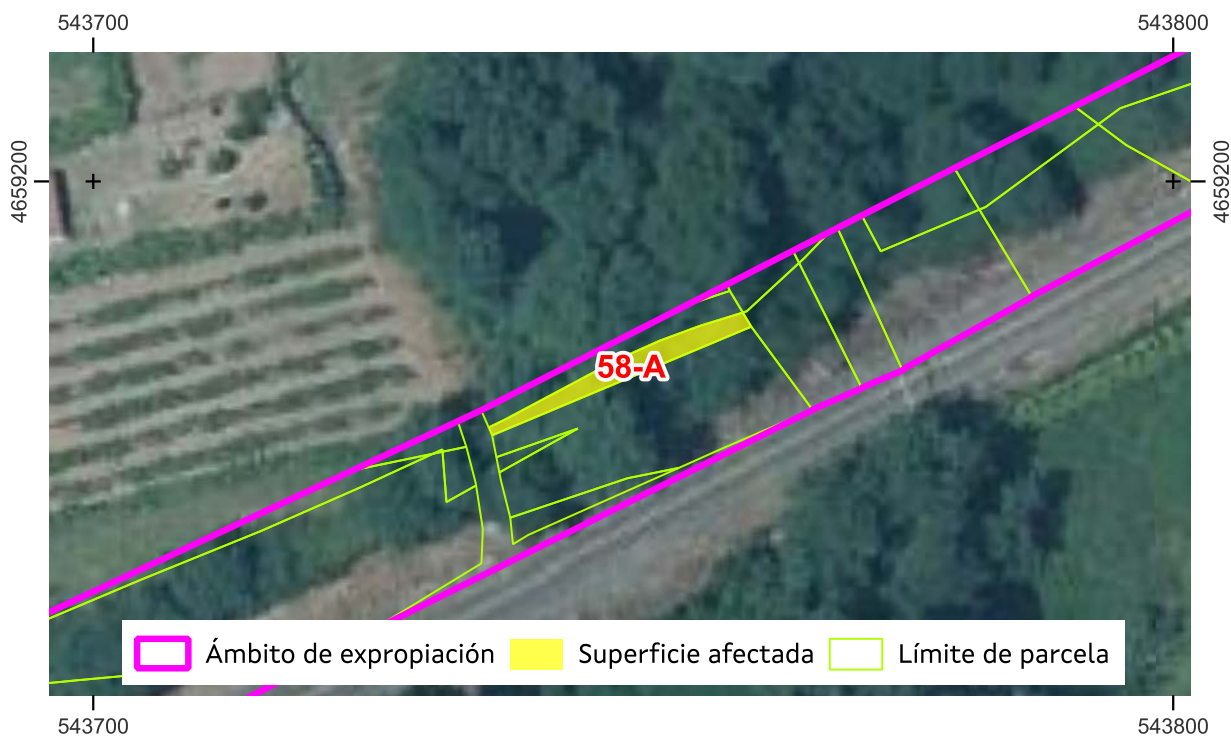 543700
543800
4659200
4659200
58-A
Ámbito de expropiación
Superficie afectada
Límite de parcela
543700
543800